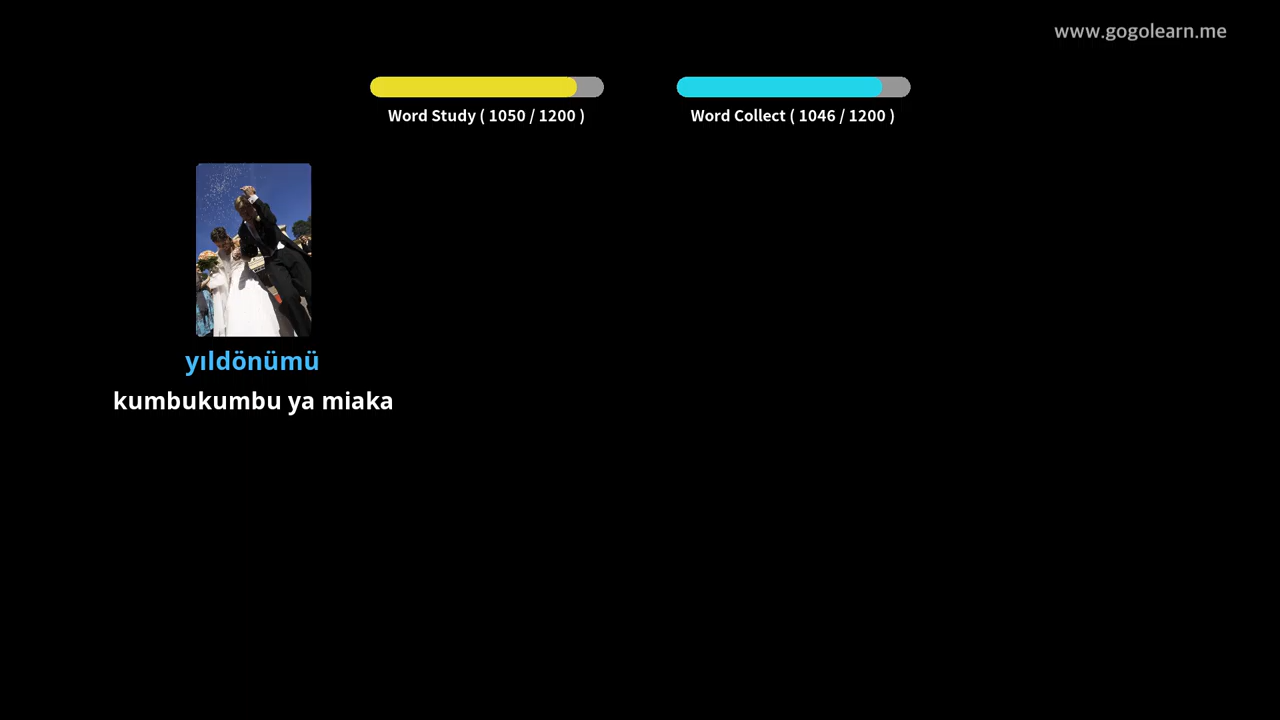 www.gogolearn.me
Word Study ( 1050 / 1200 )
Word Collect ( 1046 / 1200 )
yıldönümü
kumbukumbu ya miaka